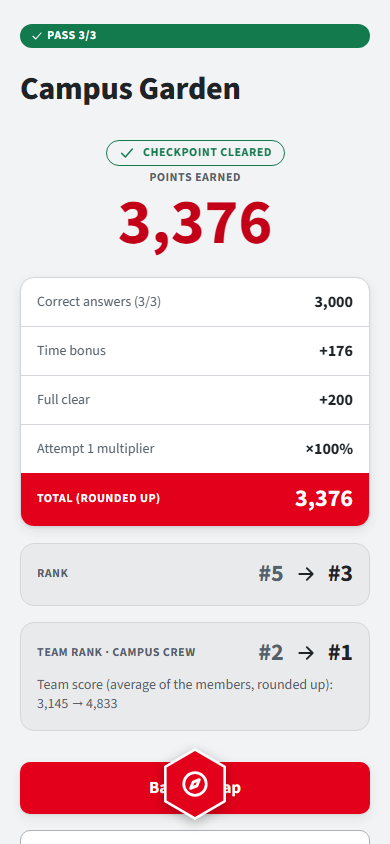 PASS 3/3
Campus Garden
CHECKPOINT CLEARED
POINTS EARNED
3,376
Correct answers (3/3) 3,000
Time bonus +176
Full clear +200
Attempt 1 multiplier ×100%
TOTAL (ROUNDED UP) 3,376
RANK #5 → #3
TEAM RANK · CAMPUS CREW #2 → #1
Team score (average of the members, rounded up):
3,145 → 4,833